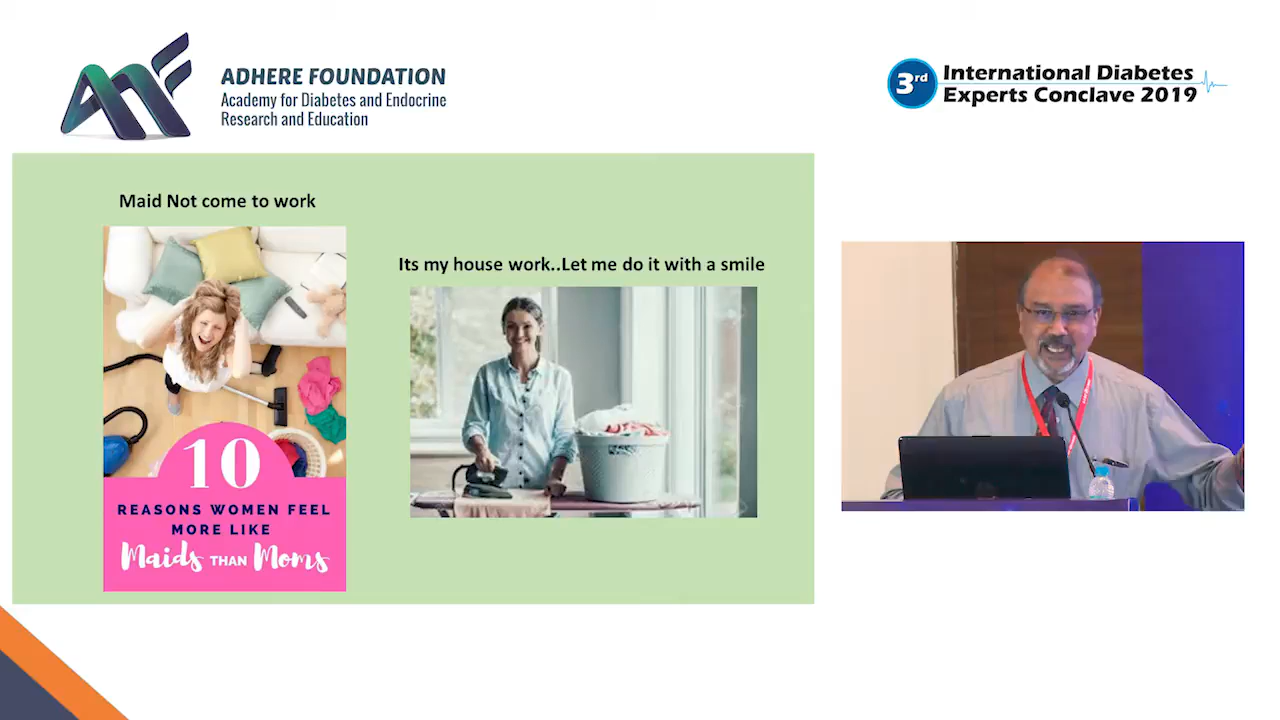 ADHERE FOUNDATION
Academy for Diabetes and Endocrine
Research and Education
3rd
International Diabetes
Experts Conclave 2019
Maid Not come to work
Its my house work..Let me do it with a smile
10
REASONS WOMEN FEEL
MORE LIKE
Maids THAN Moms